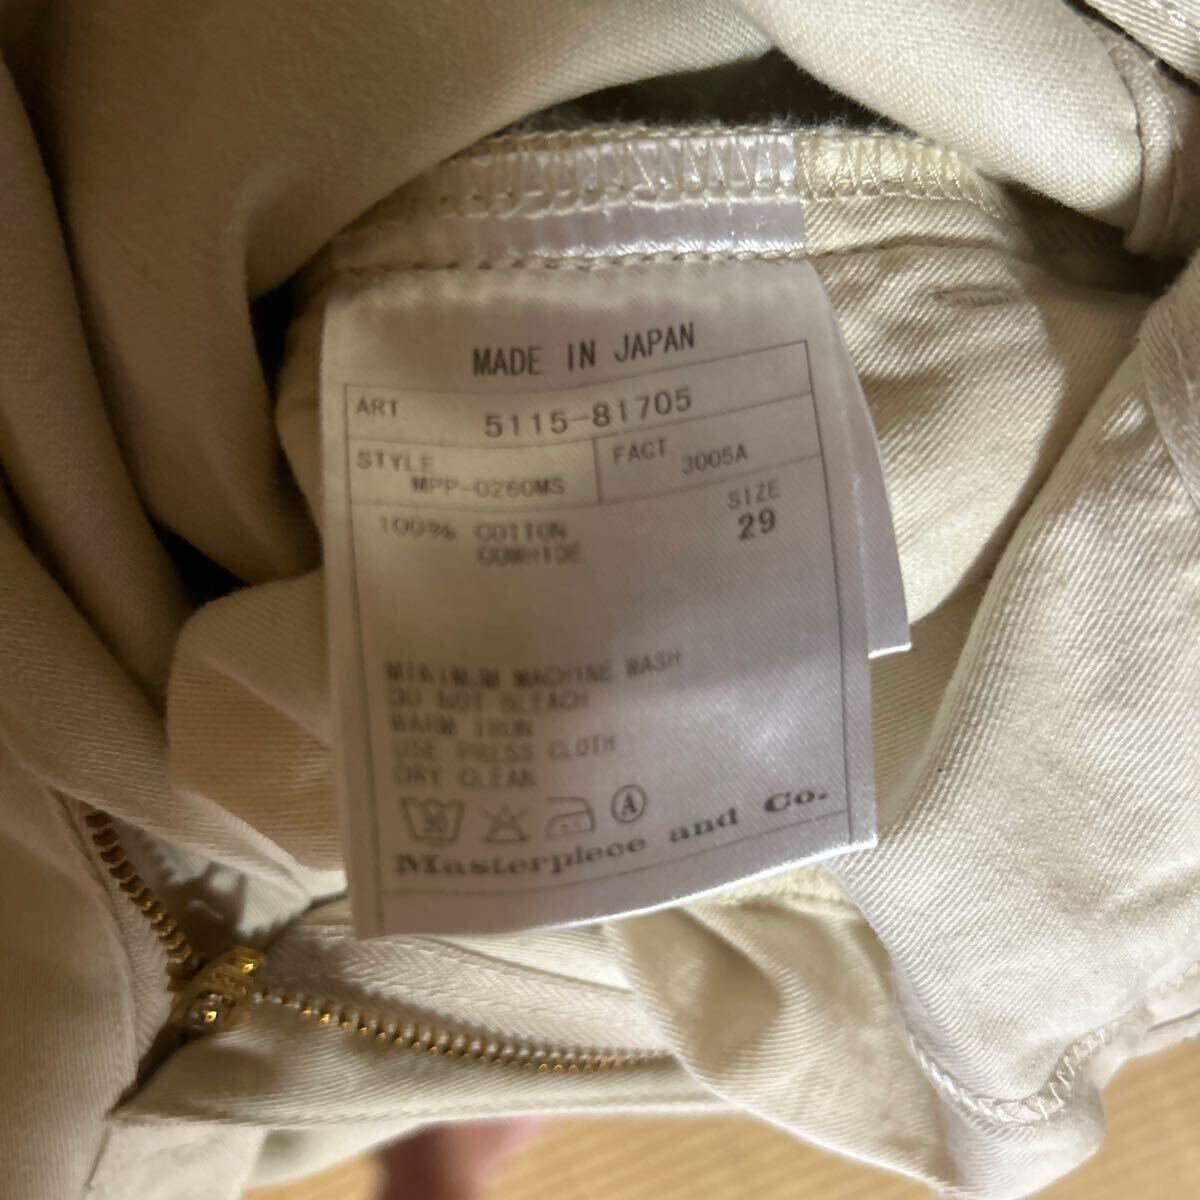 MADE IN JAPAN
ART 5115-81705
STYLE MPP-0260MS
FACT 3005A
100% COTTON
COWHIDE
SIZE
29
MINIMUM MACHINE WASH
DO NOT BLEACH
WARM IRON
USE PRESS CLOTH
DRY CLEAN
30 A
Masterpiece and Co.